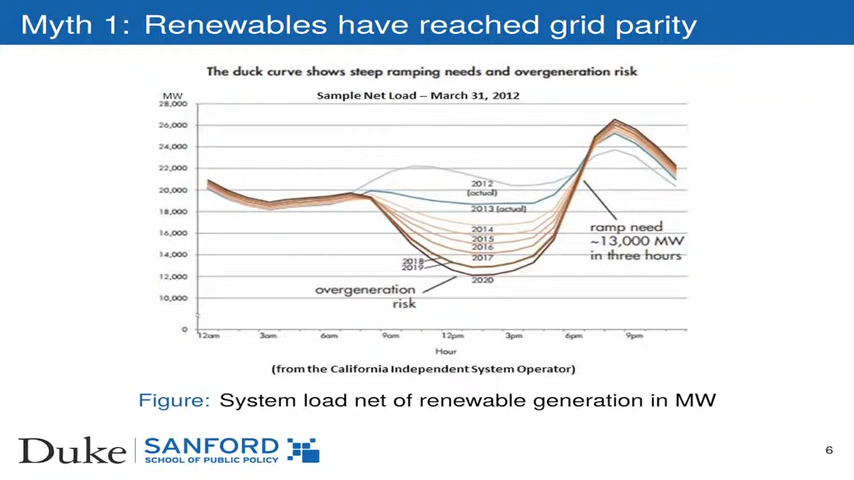 Myth 1: Renewables have reached grid parity
The duck curve shows steep ramping needs and overgeneration risk
MW
Sample Net Load – March 31, 2012
28,000
26,000
24,000
22,000
20,000
18,000
16,000
14,000
12,000
10,000
0
2012
(actual)
2013 (actual)
2014
2015
2016
2017
2018
2019
2020
ramp need
~13,000 MW
in three hours
overgeneration
risk
12am
3am
6am
9am
12pm
3pm
6pm
9pm
Hour
(from the California Independent System Operator)
Figure: System load net of renewable generation in MW
Duke
SANFORD
SCHOOL OF PUBLIC POLICY
6